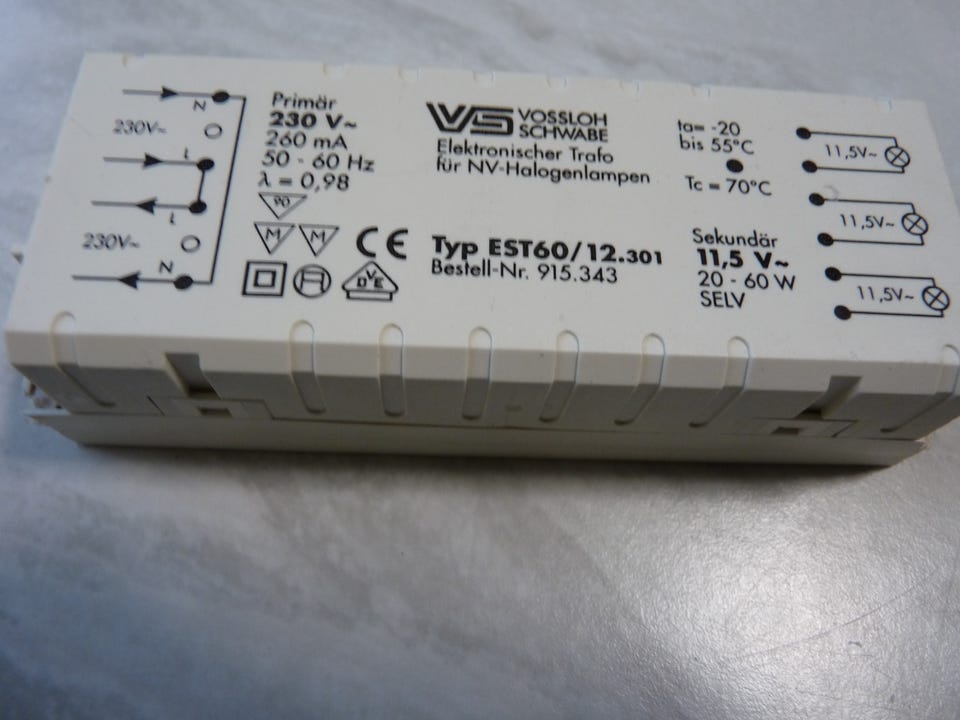 N
230V~
L
L
230V~
N
Primär
230 V~
260 mA
50 - 60 Hz
λ = 0,98
90
M M
CE
VDE
VS VOSSLOH
SCHWABE
Elektronischer Trafo
für NV-Halogenlampen
Typ EST60/12.301
Bestell-Nr. 915.343
ta= -20
bis 55°C
Tc = 70°C
Sekundär
11,5 V~
20 - 60 W
SELV
11,5V~
11,5V~
11,5V~